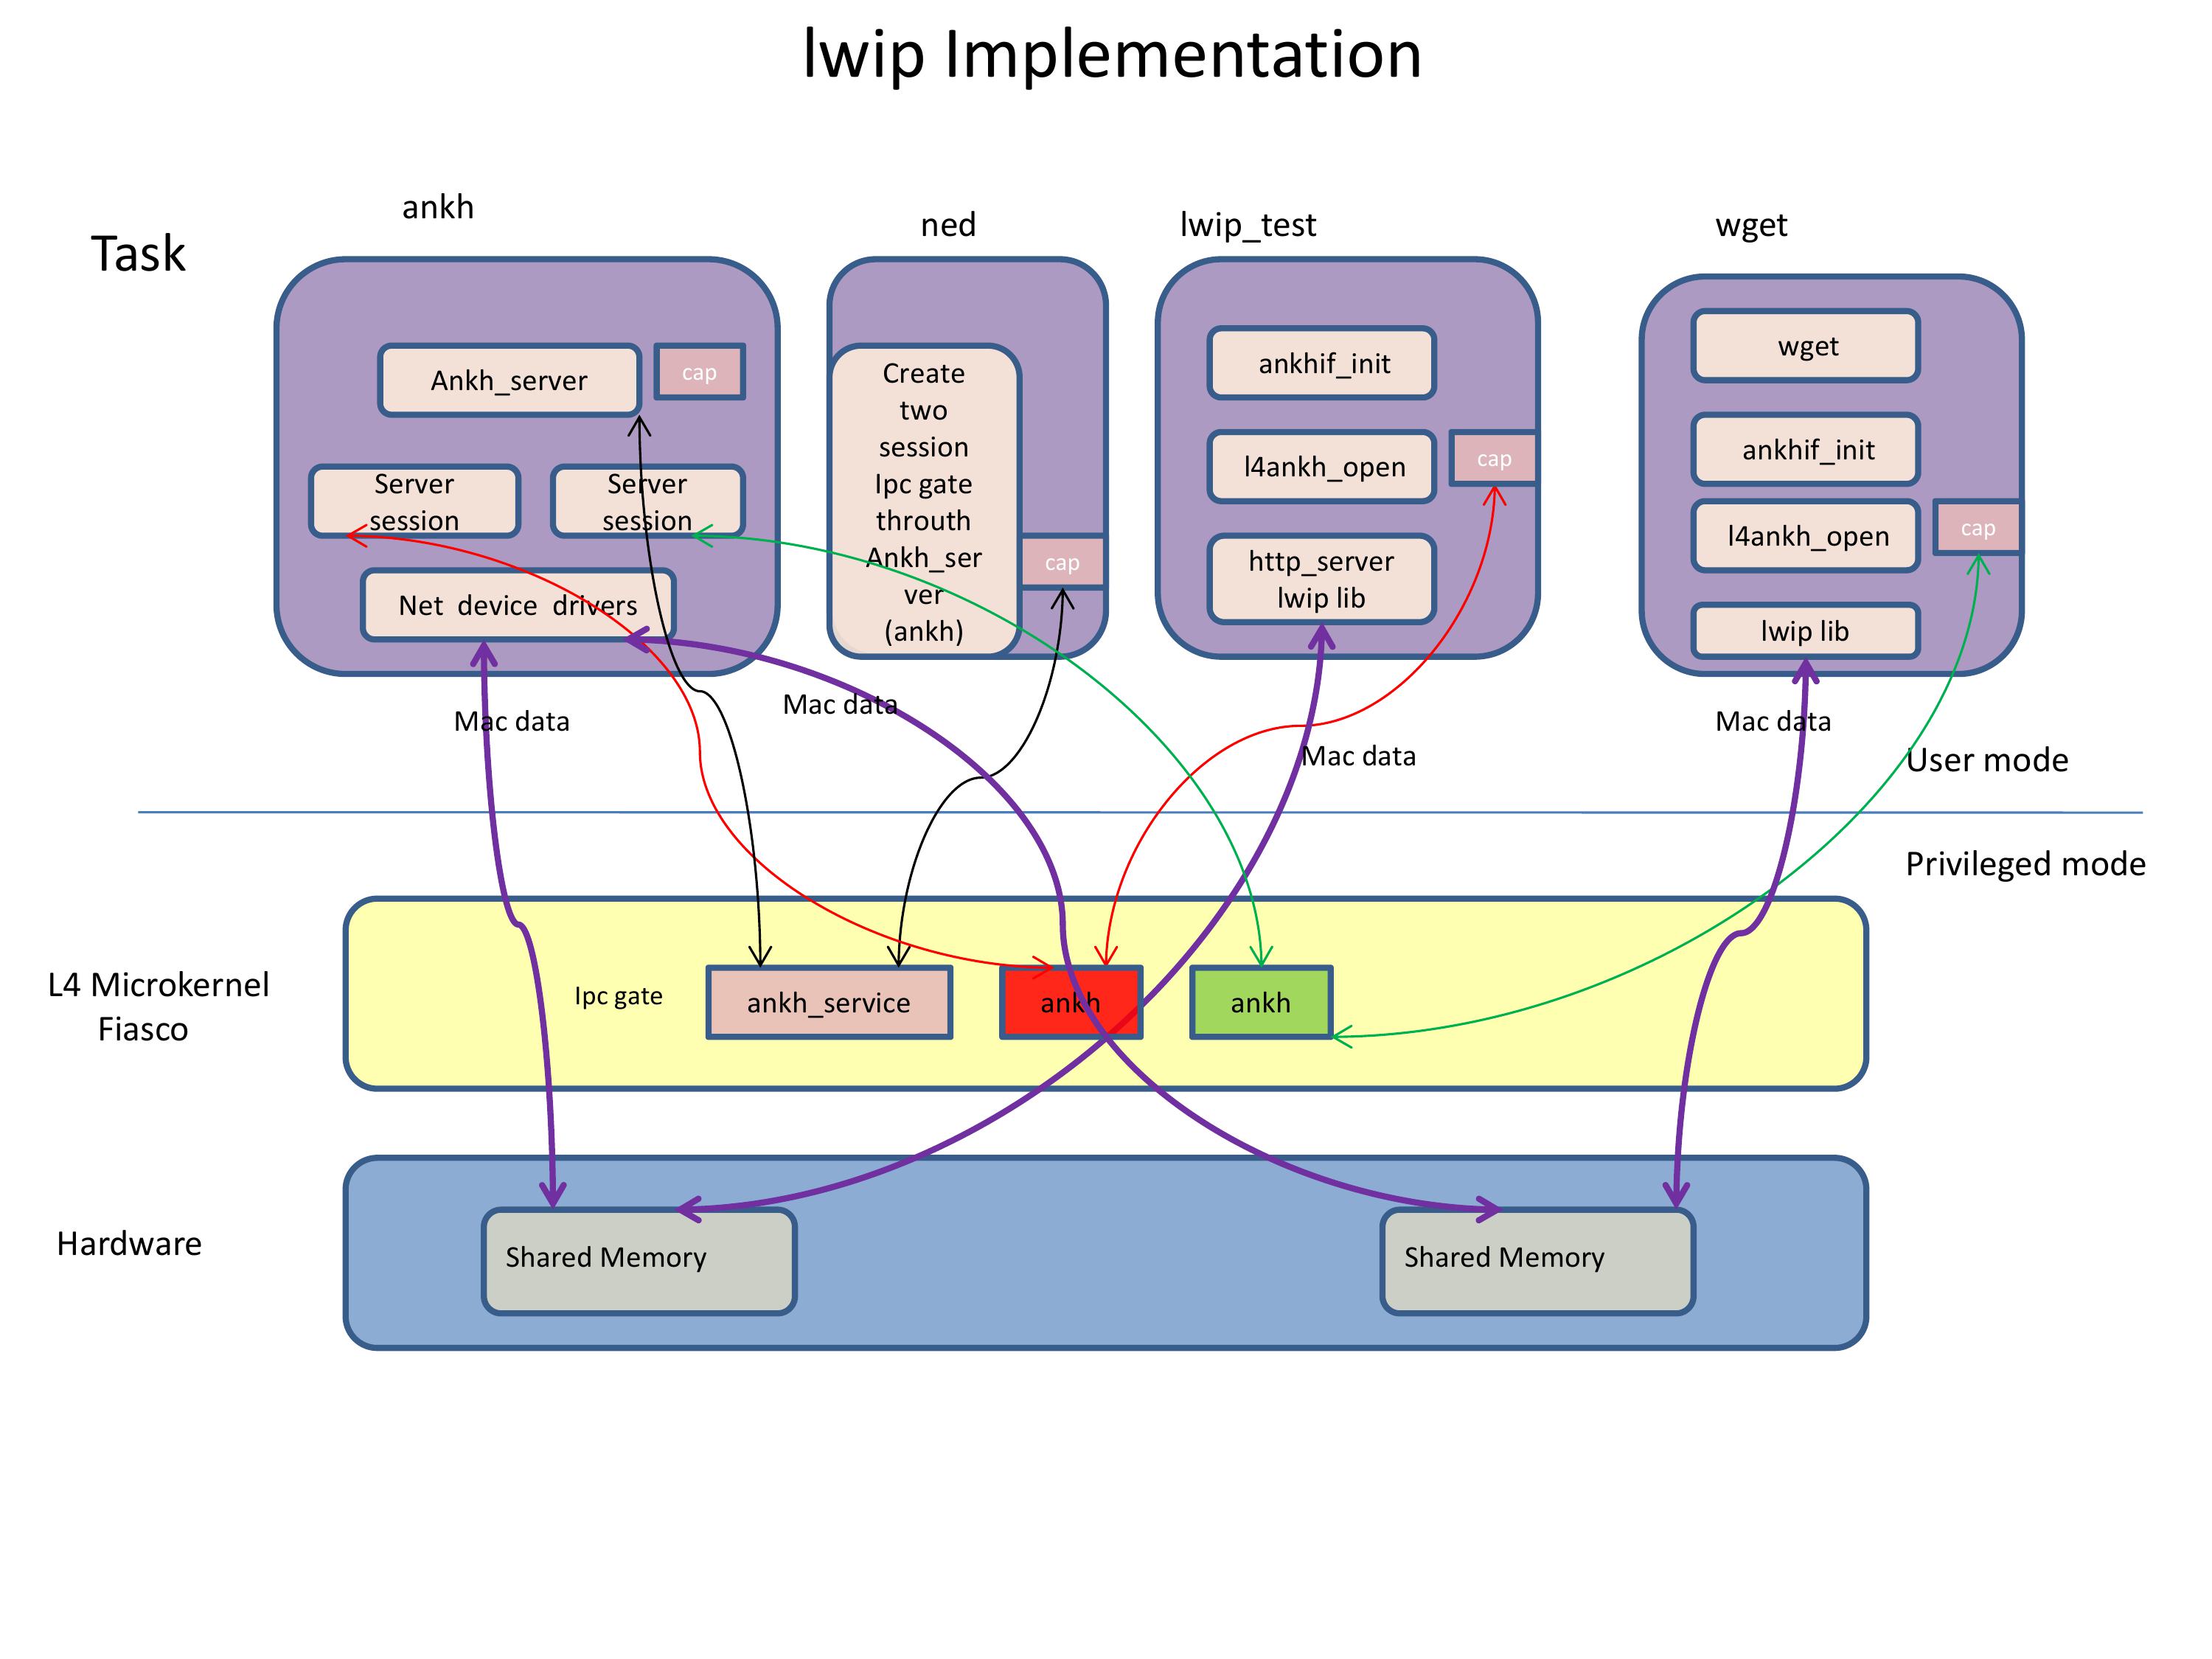 lwip Implementation
Task
ankh
ned
lwip_test
wget
Ankh_server
cap
Server
session
Server
session
Net device drivers
Create
two
session
Ipc gate
throuth
Ankh_ser
ver
(ankh)
cap
ankhif_init
l4ankh_open
cap
http_server
lwip lib
wget
ankhif_init
l4ankh_open
cap
lwip lib
Mac data
Mac data
Mac data
Mac data
User mode
Privileged mode
L4 Microkernel
Fiasco
Ipc gate
ankh_service
ankh
ankh
Hardware
Shared Memory
Shared Memory